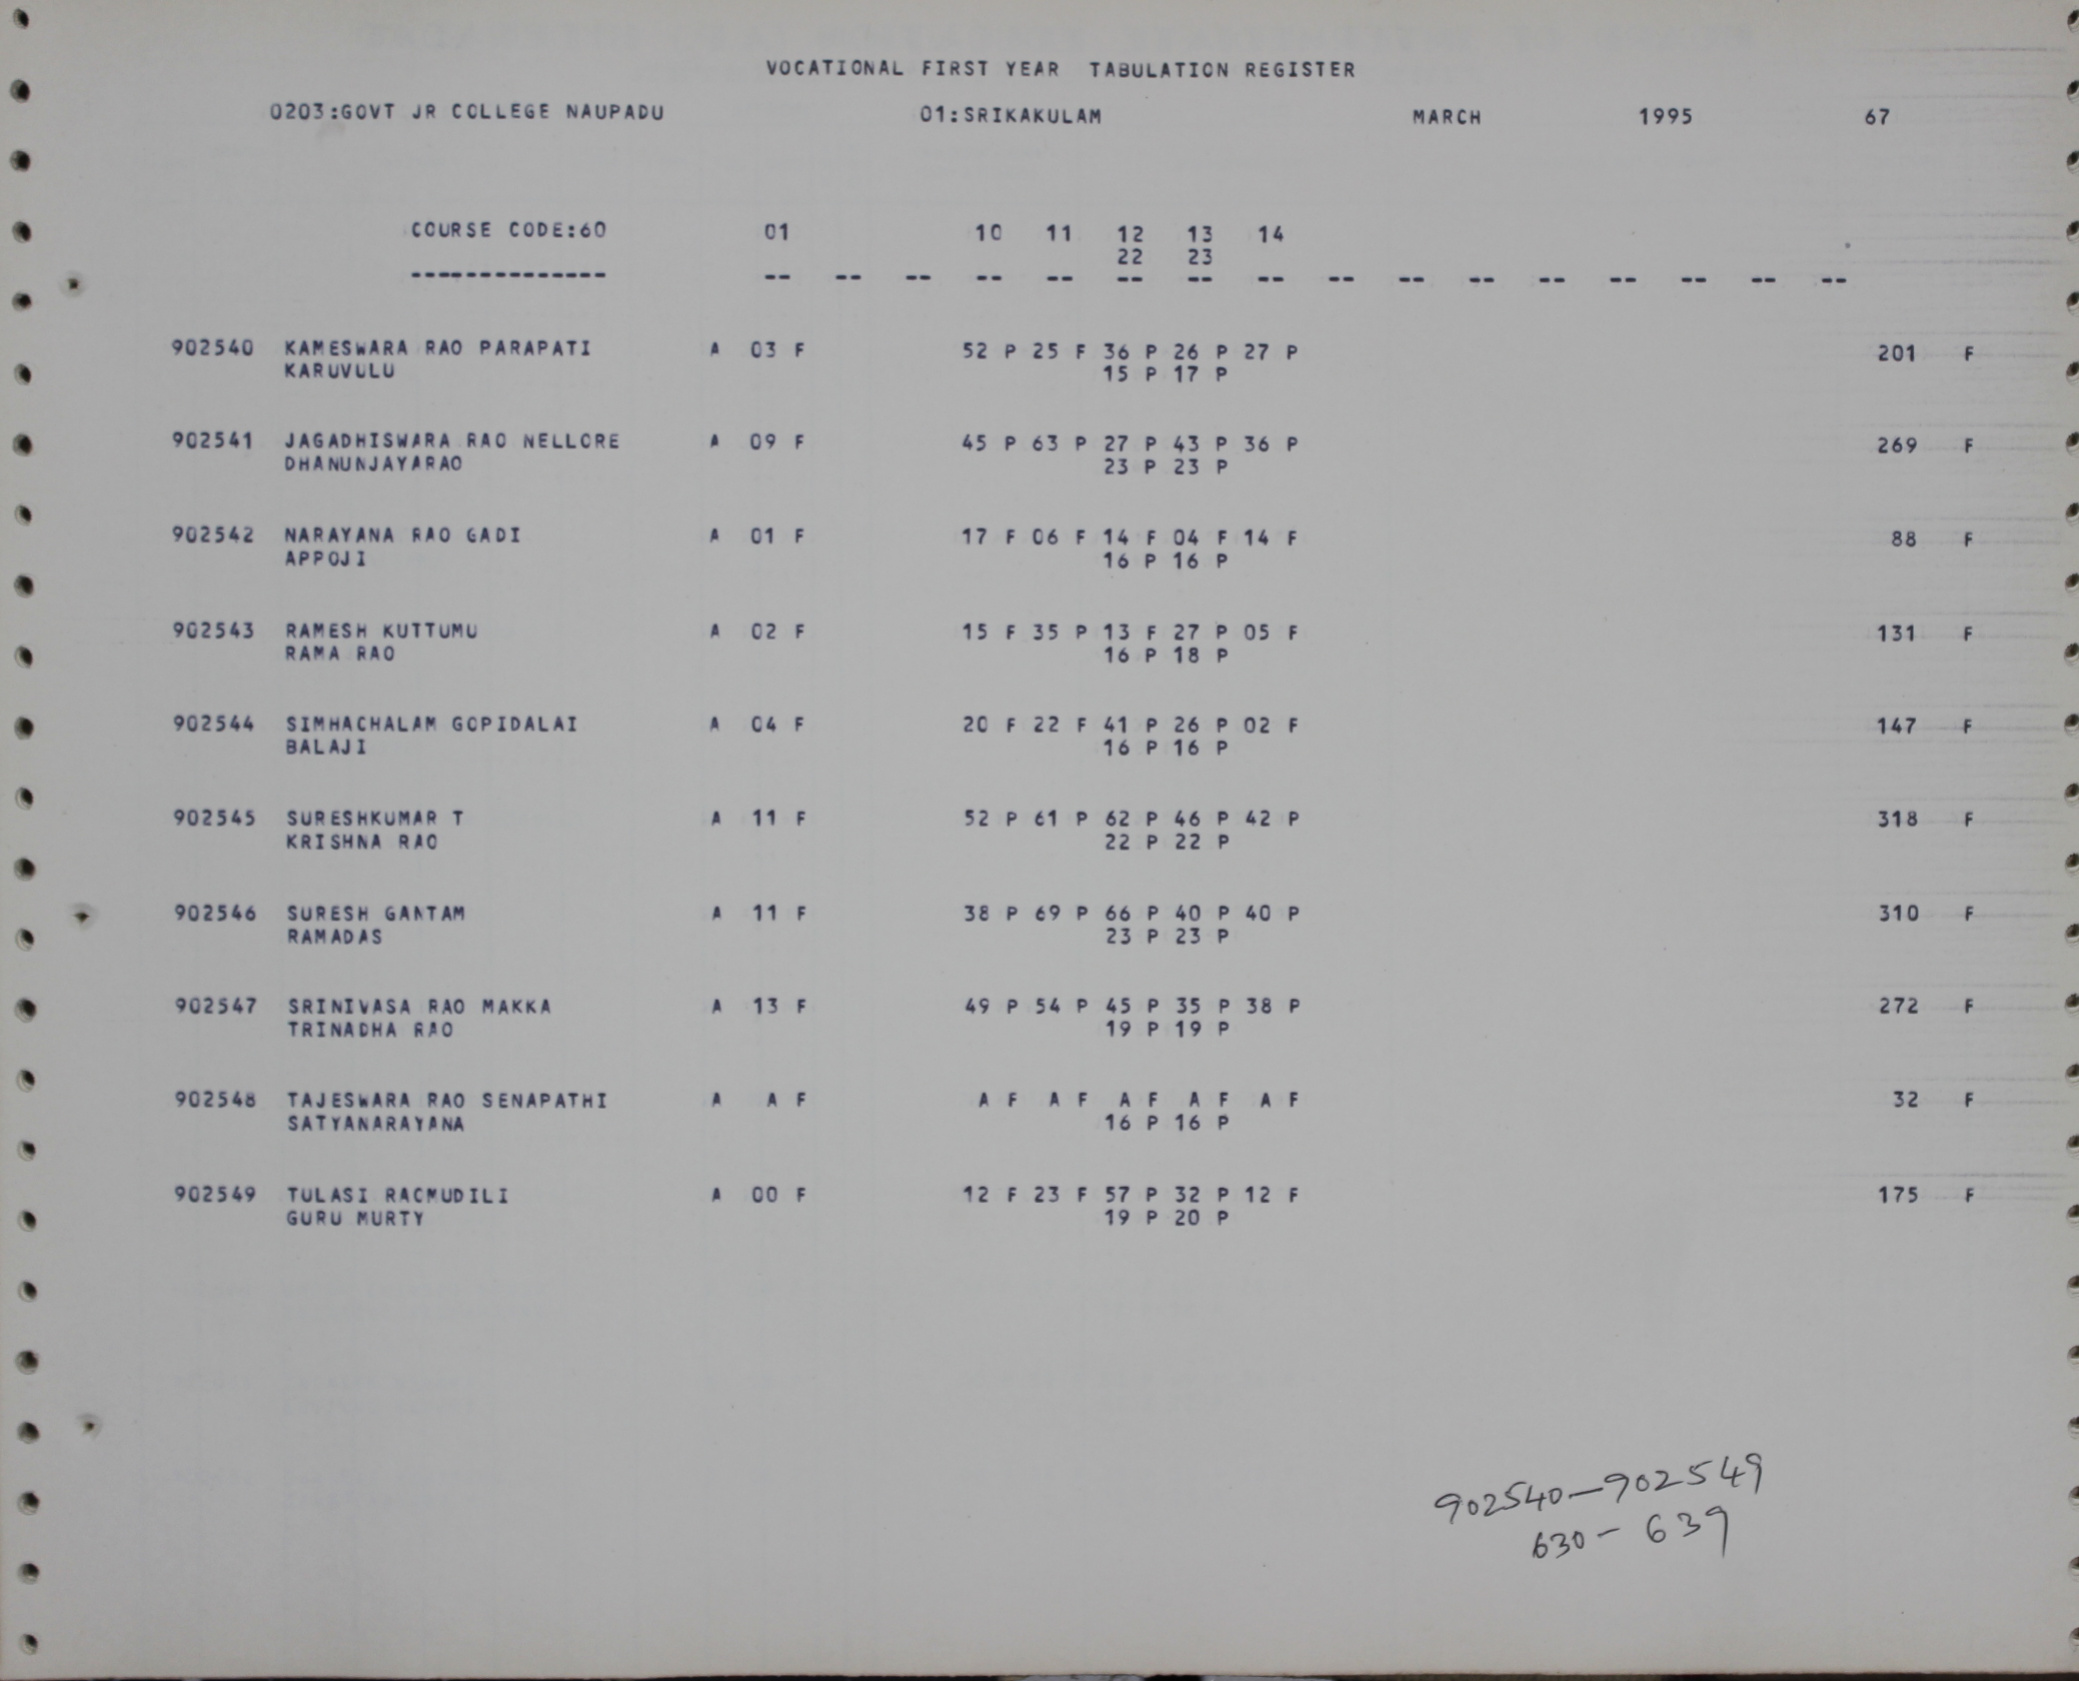 VOCATIONAL FIRST YEAR TABULATION REGISTER
0203:GOVT JR COLLEGE NAUPADU 01:SRIKAKULAM MARCH 1995 67
COURSE CODE:60 01 10 11 12 13 14
22 23
-------------- -- -- -- -- -- -- -- -- -- -- -- -- -- -- -- --
902540 KAMESWARA RAO PARAPATI A 03 F 52 P 25 F 36 P 26 P 27 P 201 F
KARUVULU 15 P 17 P
902541 JAGADHISWARA RAO NELLORE A 09 F 45 P 63 P 27 P 43 P 36 P 269 F
DHANUNJAYARAO 23 P 23 P
902542 NARAYANA RAO GADI A 01 F 17 F 06 F 14 F 04 F 14 F 88 F
APPOJI 16 P 16 P
902543 RAMESH KUTTUMU A 02 F 15 F 35 P 13 F 27 P 05 F 131 F
RAMA RAO 16 P 18 P
902544 SIMHACHALAM GOPIDALAI A 04 F 20 F 22 F 41 P 26 P 02 F 147 F
BALAJI 16 P 16 P
902545 SURESHKUMAR T A 11 F 52 P 61 P 62 P 46 P 42 P 318 F
KRISHNA RAO 22 P 22 P
902546 SURESH GANTAM A 11 F 38 P 69 P 66 P 40 P 40 P 310 F
RAMADAS 23 P 23 P
902547 SRINIVASA RAO MAKKA A 13 F 49 P 54 P 45 P 35 P 38 P 272 F
TRINADHA RAO 19 P 19 P
902548 TAJESWARA RAO SENAPATHI A A F A F A F A F A F A F 32 F
SATYANARAYANA 16 P 16 P
902549 TULASI RAOMUDILI A 00 F 12 F 23 F 57 P 32 P 12 F 175 F
GURU MURTY 19 P 20 P
902540-902549
630-639